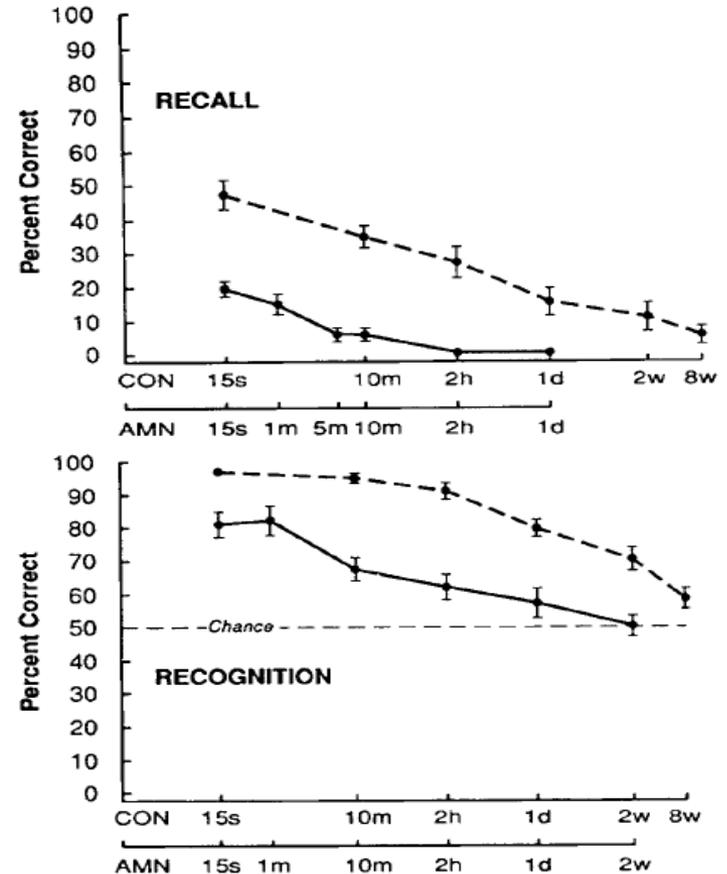 100
90
80
RECALL
70
60
50
40
30
20
10
0
Percent Correct
CON 15s 10m 2h 1d 2w 8w
AMN 15s 1m 5m 10m 2h 1d
100
90
80
70
60
50 Chance
40
RECOGNITION
30
20
10
0
Percent Correct
CON 15s 10m 2h 1d 2w 8w
AMN 15s 1m 10m 2h 1d 2w